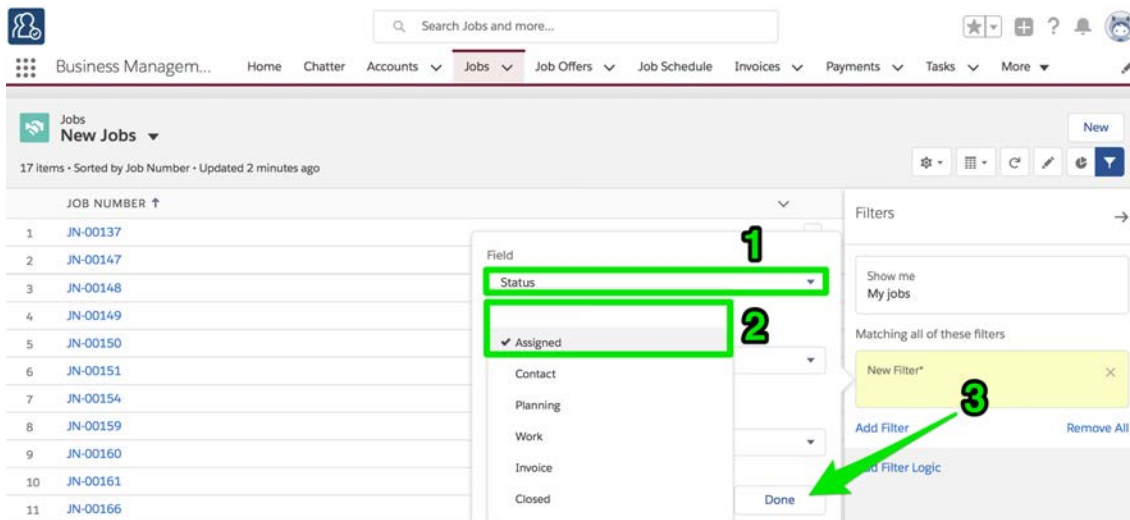 Search Jobs and more...
Business Managem...
Home
Chatter
Accounts
Jobs
Job Offers
Job Schedule
Invoices
Payments
Tasks
More
Jobs
New Jobs
New
17 items • Sorted by Job Number • Updated 2 minutes ago
JOB NUMBER
1 JN-00137
2 JN-00147
3 JN-00148
4 JN-00149
5 JN-00150
6 JN-00151
7 JN-00154
8 JN-00159
9 JN-00160
10 JN-00161
11 JN-00166
1
Field
Status
2
Assigned
Contact
Planning
Work
Invoice
Closed
Done
Filters
Show me
My jobs
Matching all of these filters
New Filter*
3
Add Filter
Remove All
Filter Logic